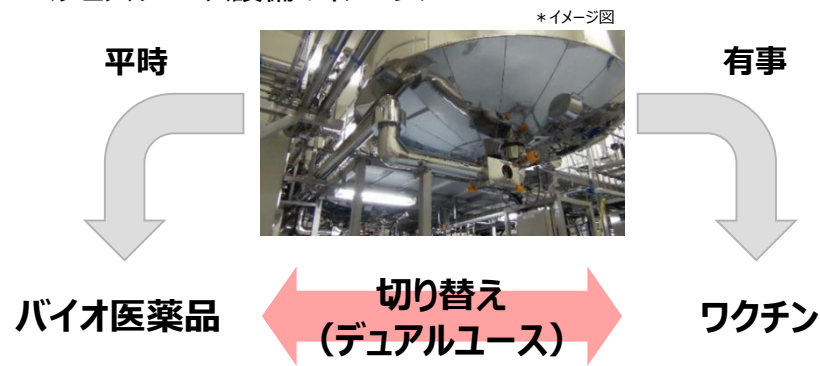 ＊イメージ図
平時
有事
バイオ医薬品
切り替え
（デュアルユース）
ワクチン